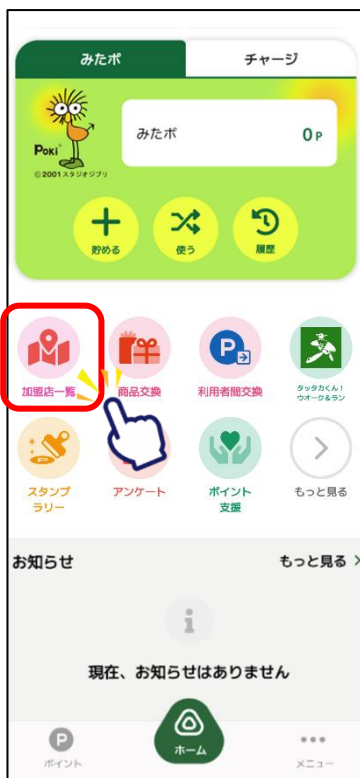 みたポ
チャージ
POKI™
©2001 スタジオジブリ
みたポ
0 P
貯める
使う
履歴
加盟店一覧
商品交換
P
利用者間交換
タッタカくん！
ウオーク&ラン
スタンプ
ラリー
アンケート
ポイント
支援
もっと見る
お知らせ
もっと見る >
i
現在、お知らせはありません
P
ポイント
ホーム
メニュー